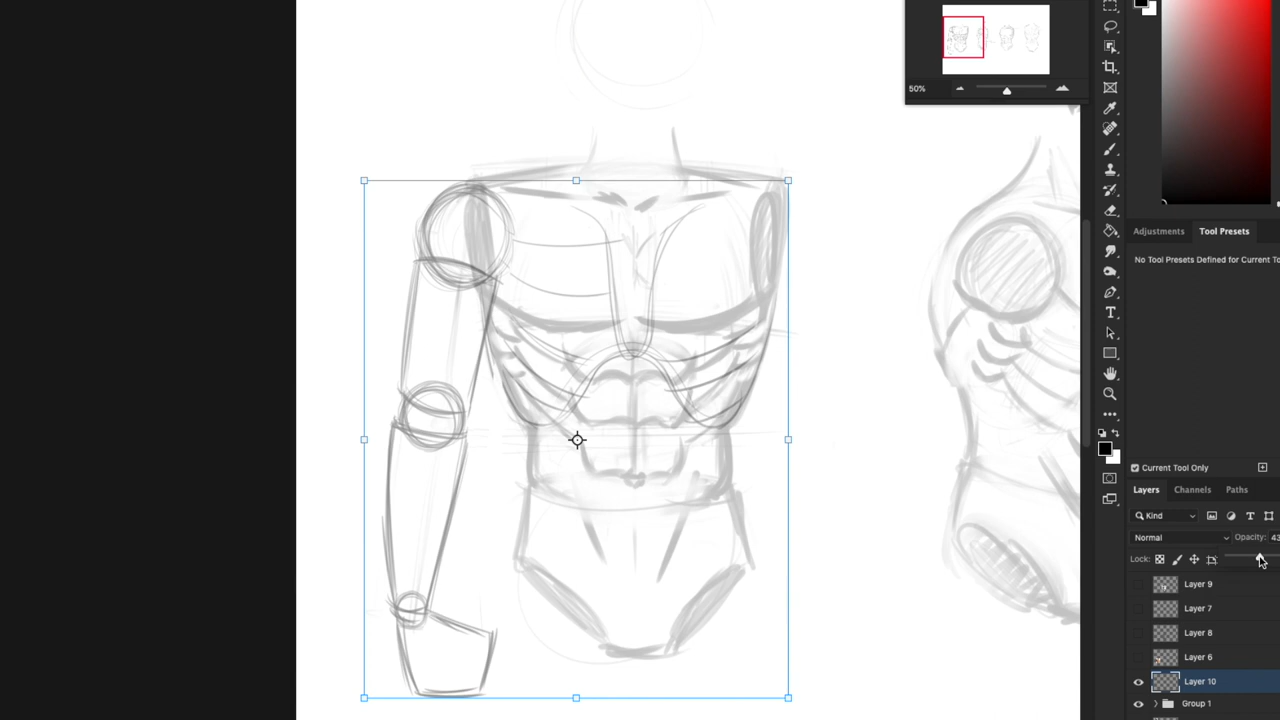 50%
Adjustments Tool Presets
No Tool Presets Defined for Current To
Current Tool Only
Layers Channels Paths
Kind
Normal Opacity: 43
Lock:
Layer 9
Layer 7
Layer 8
Layer 6
Layer 10
Group 1